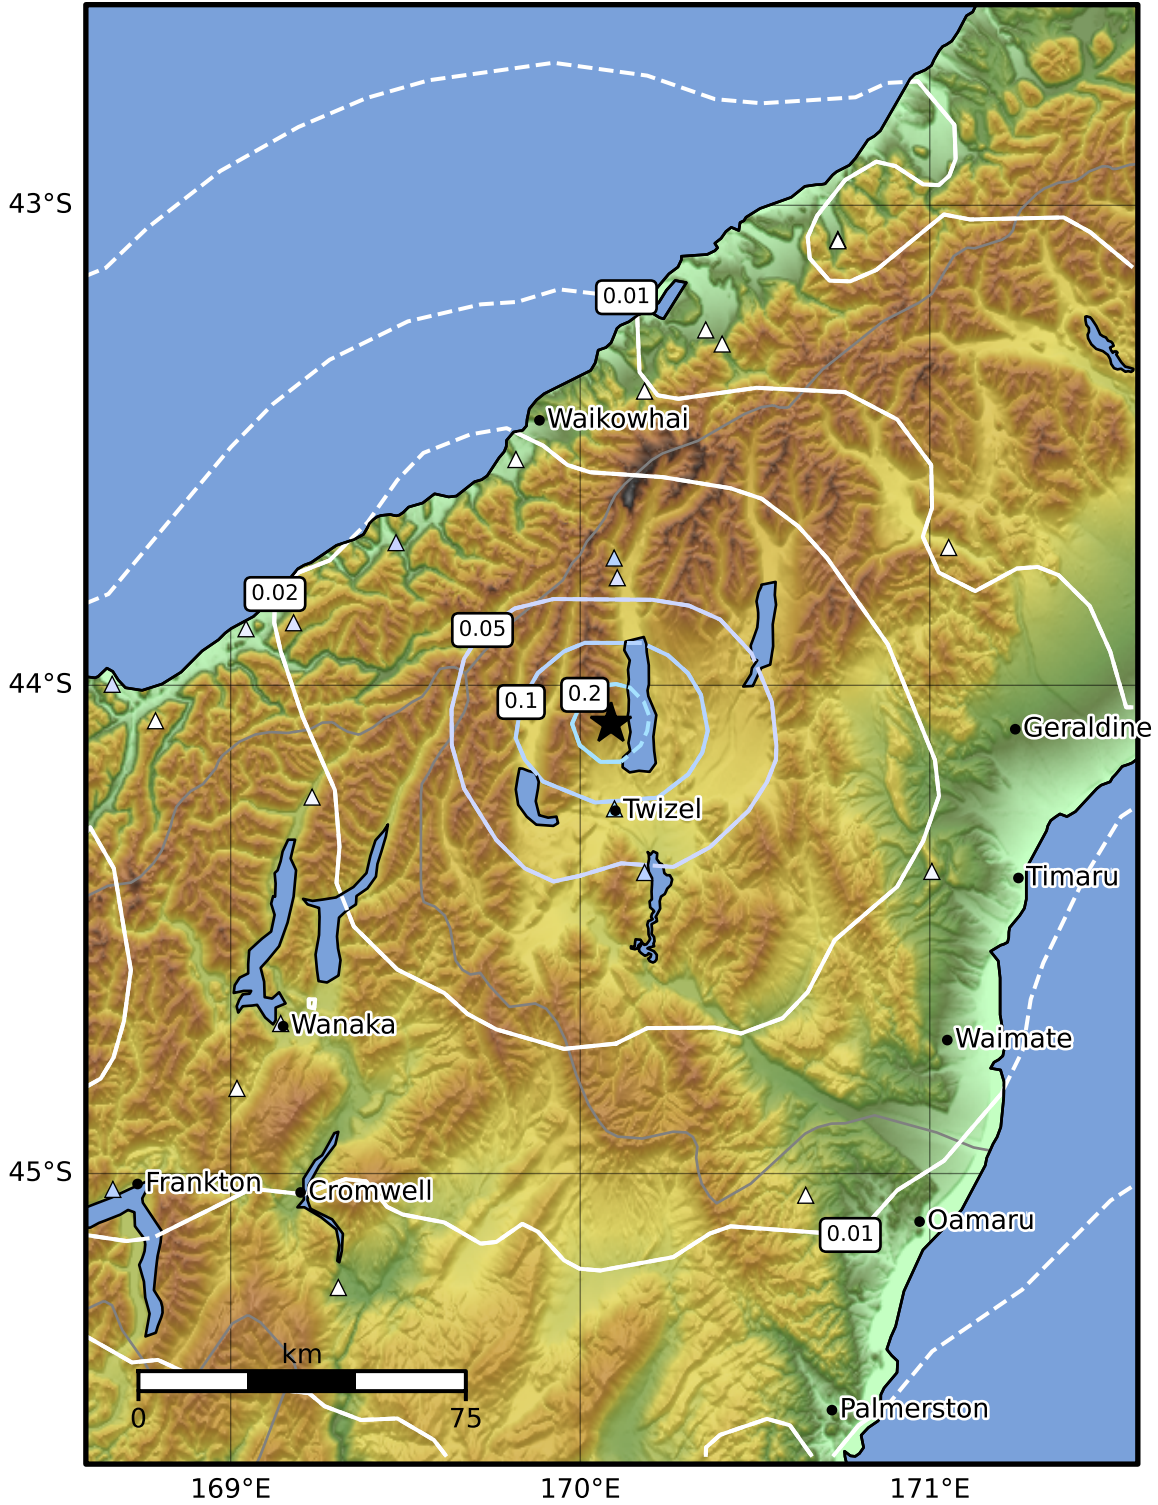 43°S
0.01
Waikowhai
0.02
0.05
44°S
0.1
0.2
Geraldine
Twizel
Timaru
Wanaka
Waimate
45°S
Frankton
Cromwell
Oamaru
0.01
km
0
75
Palmerston
169°E
170°E
171°E